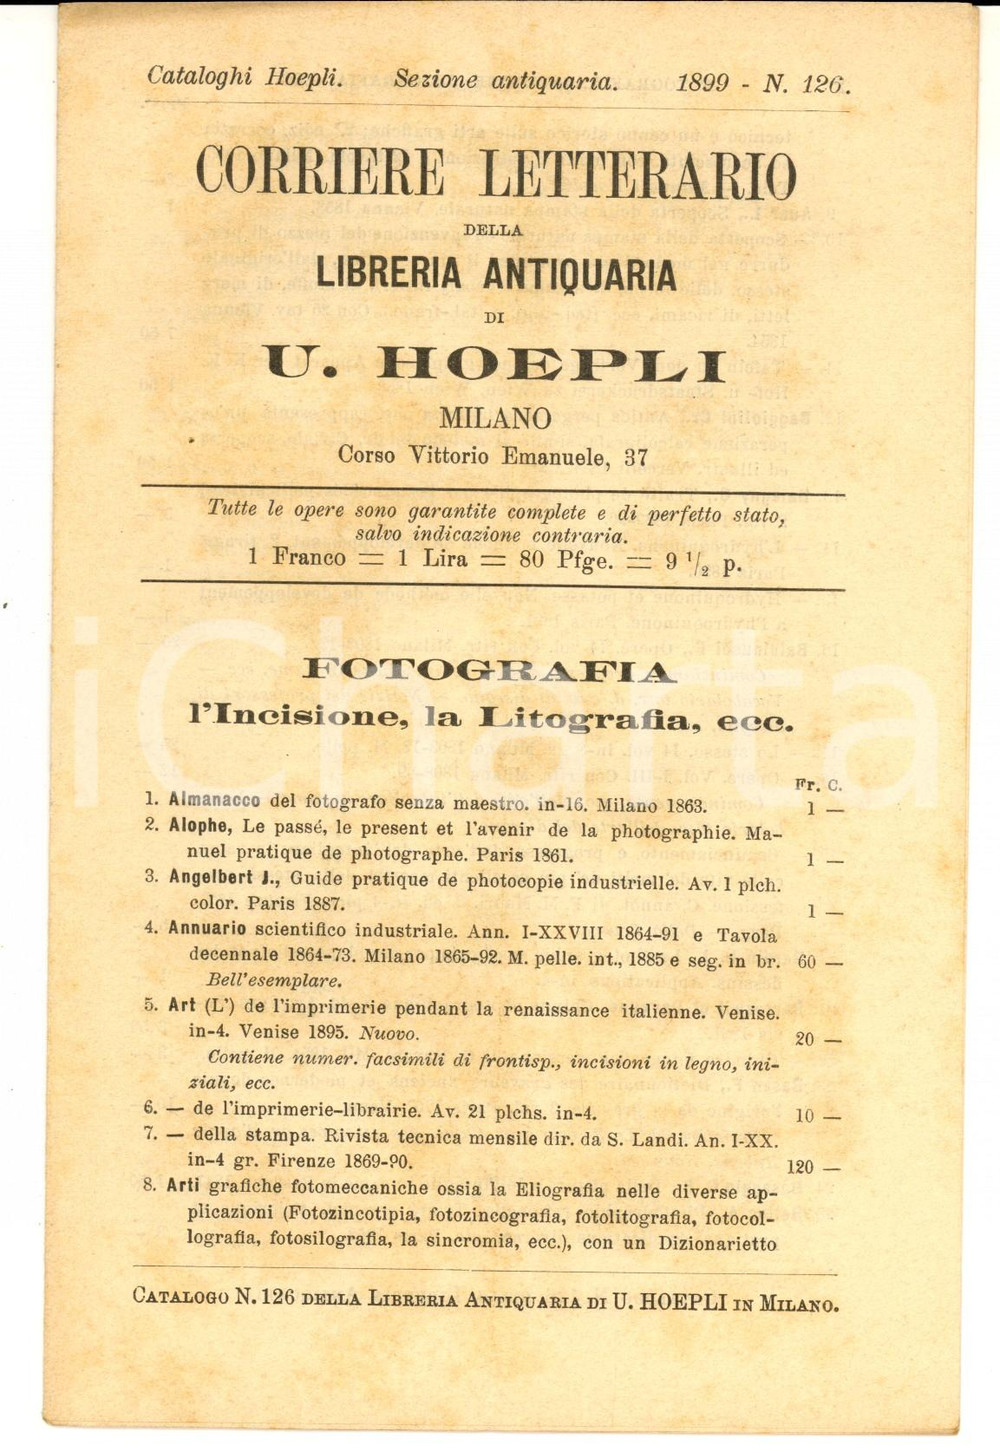 Cataloghi Hoepli. Sezione antiquaria. 1899 - N. 126.
CORRIERE LETTERARIO
DELLA
LIBRERIA ANTIQUARIA
DI
U. HOEPLI
MILANO
Corso Vittorio Emanuele, 37
Tutte le opere sono garantite complete e di perfetto stato,
salvo indicazione contraria.
1 Franco = 1 Lira = 80 Pfge. = 9 1/2 p.
FOTOGRAFIA
l'Incisione, la Litografia, ecc.
Fr. C.
1. Almanacco del fotografo senza maestro. in-16. Milano 1863. 1 —
2. Alophe, Le passé, le present et l'avenir de la photographie. Ma-
nuel pratique de photographe. Paris 1861. 1 —
3. Angelbert J., Guide pratique de photocopie industrielle. Av. 1 plch.
color. Paris 1887. 1 —
4. Annuario scientifico industriale. Ann. I-XXVIII 1864-91 e Tavola
decennale 1864-73. Milano 1865-92. M. pelle. int., 1885 e seg. in br. 60 —
Bell'esemplare.
5. Art (L') de l'imprimerie pendant la renaissance italienne. Venise.
in-4. Venise 1895. Nuovo. 20 —
Contiene numer. facsimili di frontisp., incisioni in legno, ini-
ziali, ecc.
6. — de l'imprimerie-librairie. Av. 21 plchs. in-4. 10 —
7. — della stampa. Rivista tecnica mensile dir. da S. Landi. An. I-XX.
in-4 gr. Firenze 1869-90. 120 —
8. Arti grafiche fotomeccaniche ossia la Eliografia nelle diverse ap-
plicazioni (Fotozincotipia, fotozincografia, fotolitografia, fotocol-
lografia, fotosilografia, la sincromia, ecc.), con un Dizionarietto
CATALOGO N. 126 DELLA LIBRERIA ANTIQUARIA DI U. HOEPLI IN MILANO.
iCharta